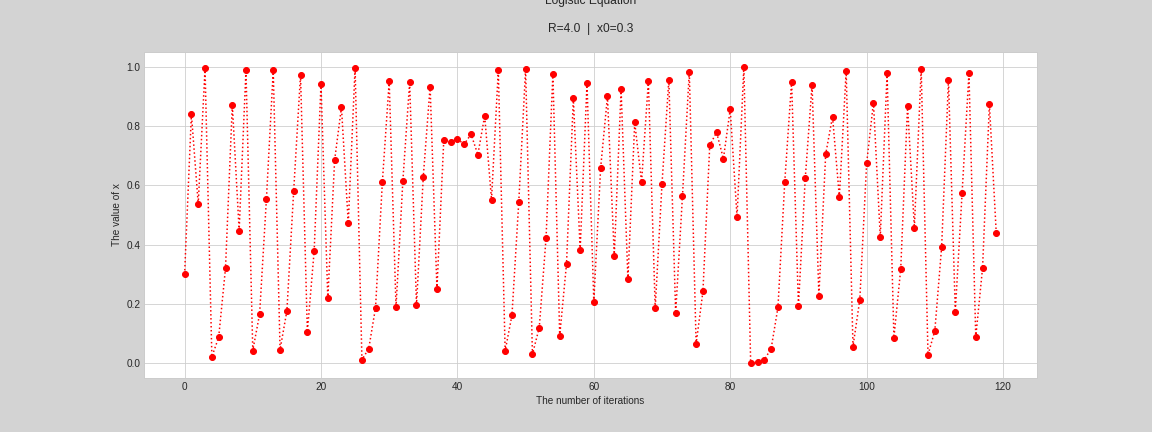 Logistic Equation
R=4.0 | x0=0.3
1.0
0.8
0.6
0.4
0.2
0.0
The value of x
0 20 40 60 80 100 120
The number of iterations